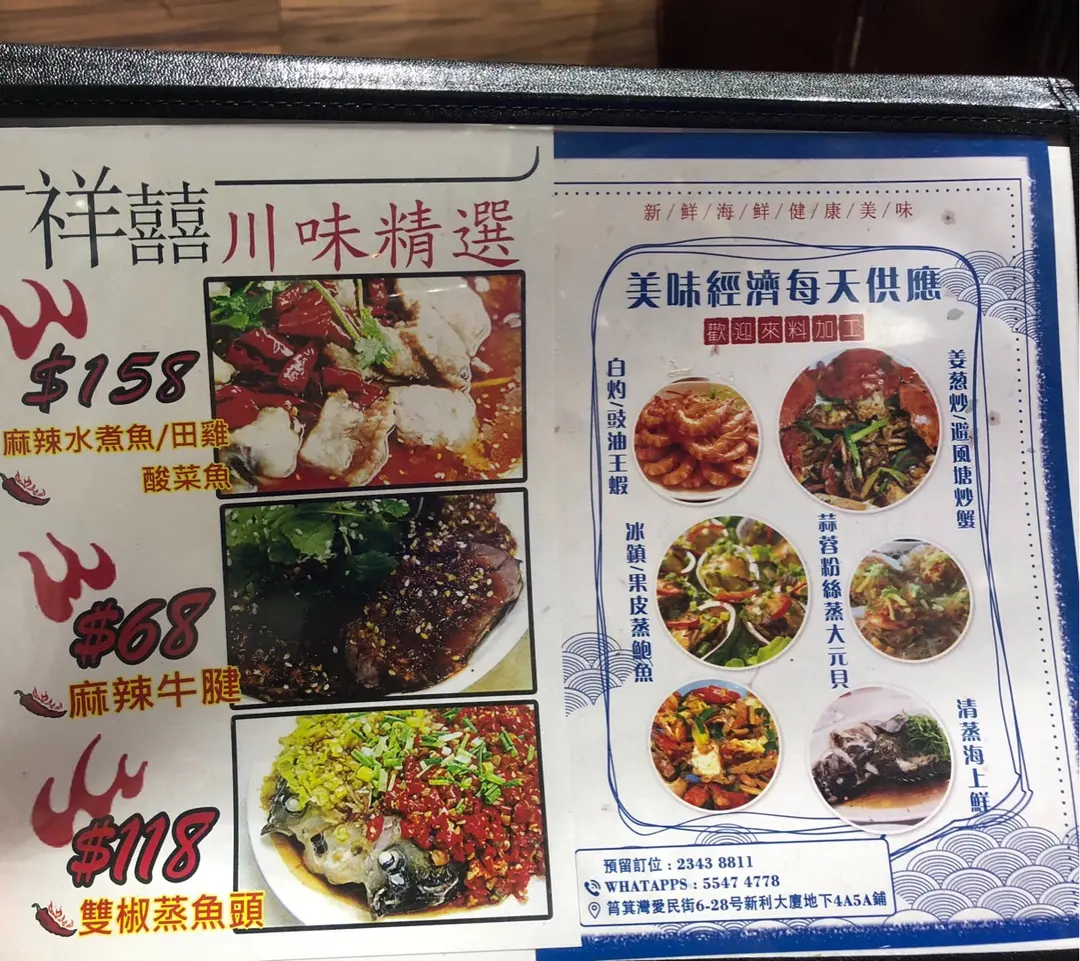 祥囍川味精選
$158
麻辣水煮魚/田雞
酸菜魚
$68
麻辣牛腱
$118
雙椒蒸魚頭
新/鮮/海/鮮/健/康/美/味
美味經濟每天供應
歡迎來料加工
白灼/豉油王蝦
姜葱炒/避風塘炒蟹
冰鎮/果皮蒸鮑魚
蒜蓉粉絲蒸大元貝
清蒸海上鮮
預留訂位：2343 8811
WHATAPPS：5547 4778
筲箕灣愛民街6-28号新利大廈地下4A5A鋪